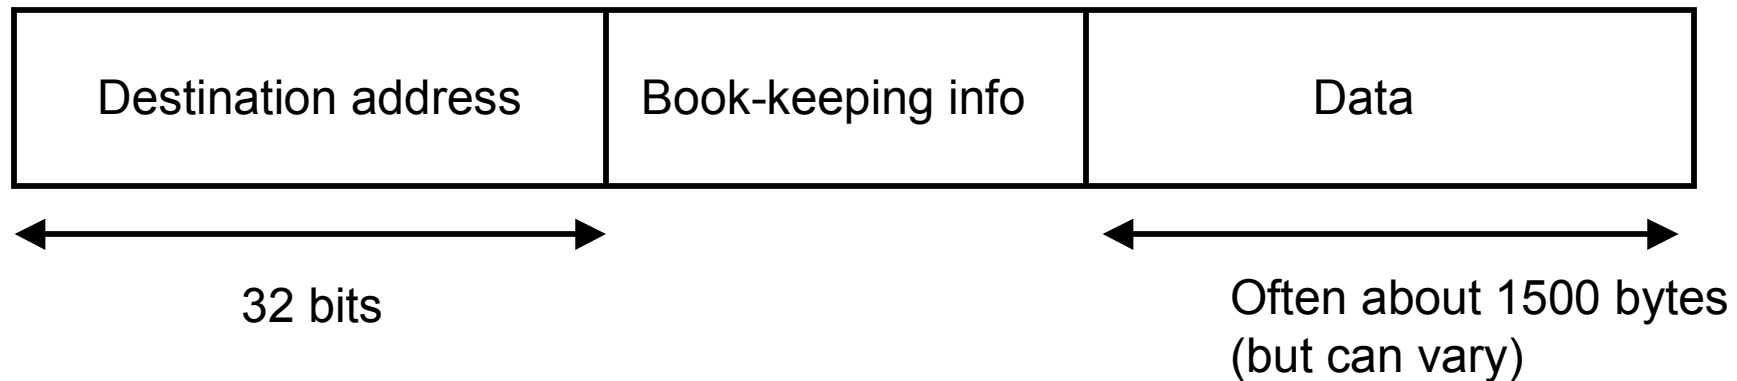 Destination address
Book-keeping info
Data
32 bits
Often about 1500 bytes
(but can vary)